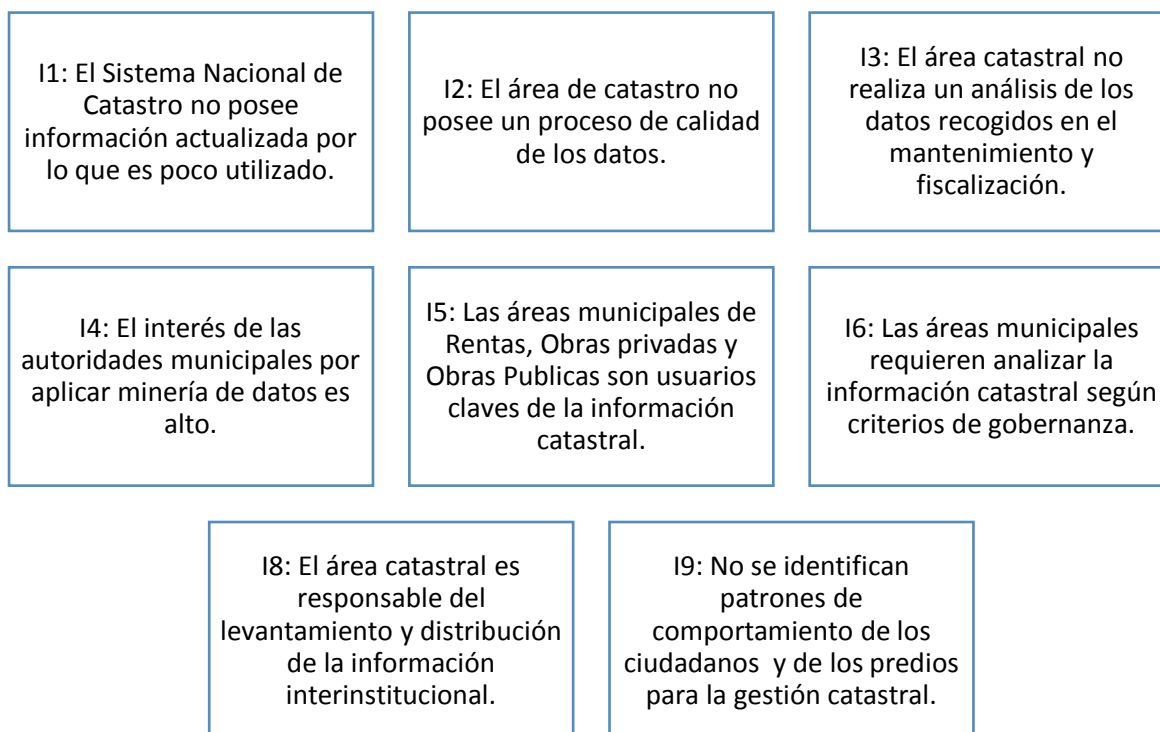 I1: El Sistema Nacional de
Catastro no posee
información actualizada por
lo que es poco utilizado.
I2: El área de catastro no
posee un proceso de calidad
de los datos.
I3: El área catastral no
realiza un análisis de los
datos recogidos en el
mantenimiento y
fiscalización.
I4: El interés de las
autoridades municipales por
aplicar minería de datos es
alto.
I5: Las áreas municipales de
Rentas, Obras privadas y
Obras Publicas son usuarios
claves de la información
catastral.
I6: Las áreas municipales
requieren analizar la
información catastral según
criterios de gobernanza.
I8: El área catastral es
responsable del
levantamiento y distribución
de la información
interinstitucional.
I9: No se identifican
patrones de
comportamiento de los
ciudadanos y de los predios
para la gestión catastral.